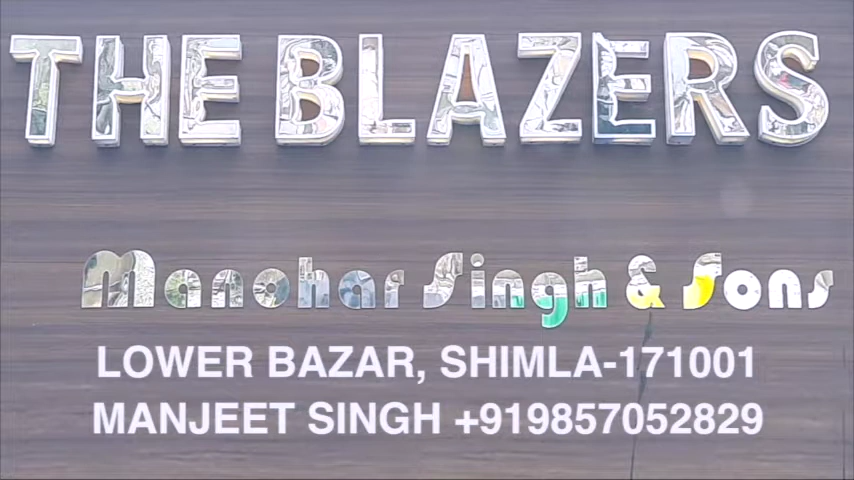 THE BLAZERS
Manohar Singh & Sons
LOWER BAZAR, SHIMLA-171001
MANJEET SINGH +919857052829